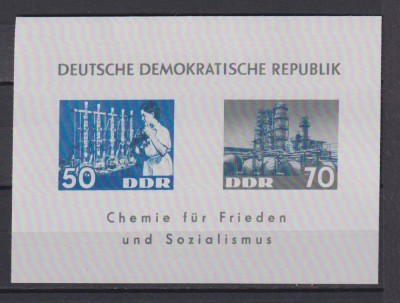 DEUTSCHE DEMOKRATISCHE REPUBLIK
50 DDR
DDR 70
Chemie für Frieden
und Sozialismus